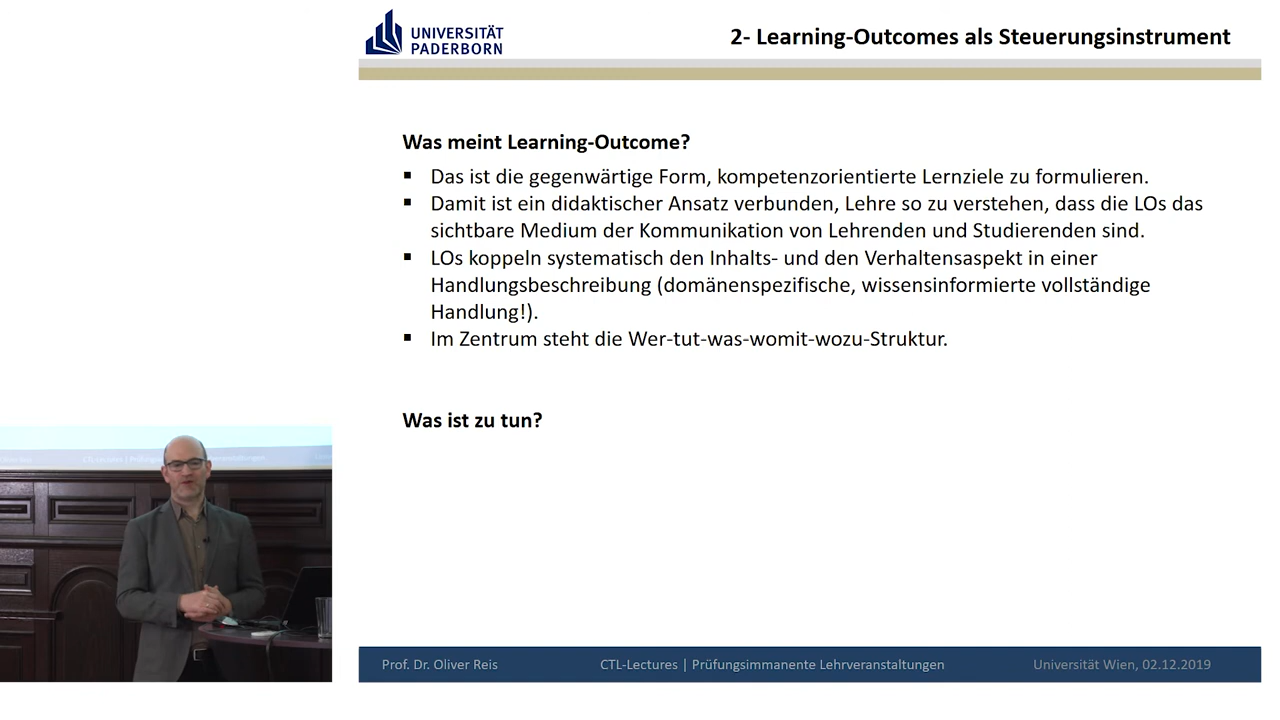 UNIVERSITÄT
PADERBORN
2- Learning-Outcomes als Steuerungsinstrument
Was meint Learning-Outcome?
▪ Das ist die gegenwärtige Form, kompetenzorientierte Lernziele zu formulieren.
▪ Damit ist ein didaktischer Ansatz verbunden, Lehre so zu verstehen, dass die LOs das
sichtbare Medium der Kommunikation von Lehrenden und Studierenden sind.
▪ LOs koppeln systematisch den Inhalts- und den Verhaltensaspekt in einer
Handlungsbeschreibung (domänenspezifische, wissensinformierte vollständige
Handlung!).
▪ Im Zentrum steht die Wer-tut-was-womit-wozu-Struktur.
Was ist zu tun?
Prof. Dr. Oliver Reis
CTL-Lectures | Prüfungsimmanente Lehrveranstaltungen
Universität Wien, 02.12.2019